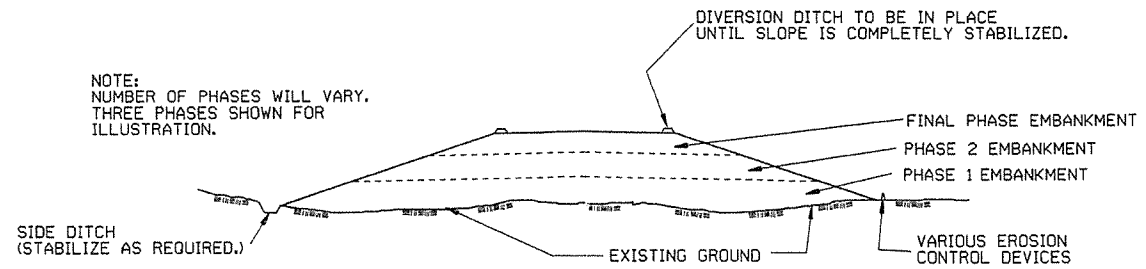 DIVERSION DITCH TO BE IN PLACE
UNTIL SLOPE IS COMPLETELY STABILIZED.
NOTE:
NUMBER OF PHASES WILL VARY.
THREE PHASES SHOWN FOR
ILLUSTRATION.
FINAL PHASE EMBANKMENT
PHASE 2 EMBANKMENT
PHASE 1 EMBANKMENT
SIDE DITCH
(STABILIZE AS REQUIRED.)
EXISTING GROUND
VARIOUS EROSION
CONTROL DEVICES